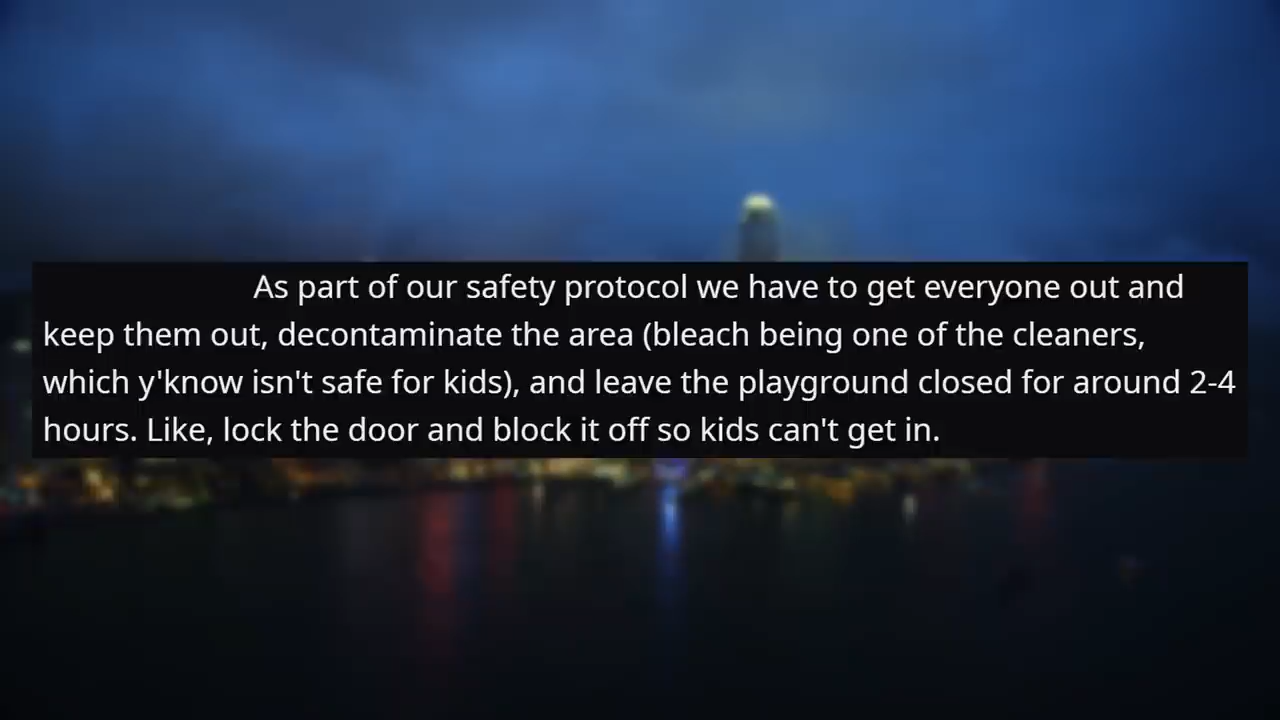 As part of our safety protocol we have to get everyone out and
keep them out, decontaminate the area (bleach being one of the cleaners,
which y'know isn't safe for kids), and leave the playground closed for around 2-4
hours. Like, lock the door and block it off so kids can't get in.